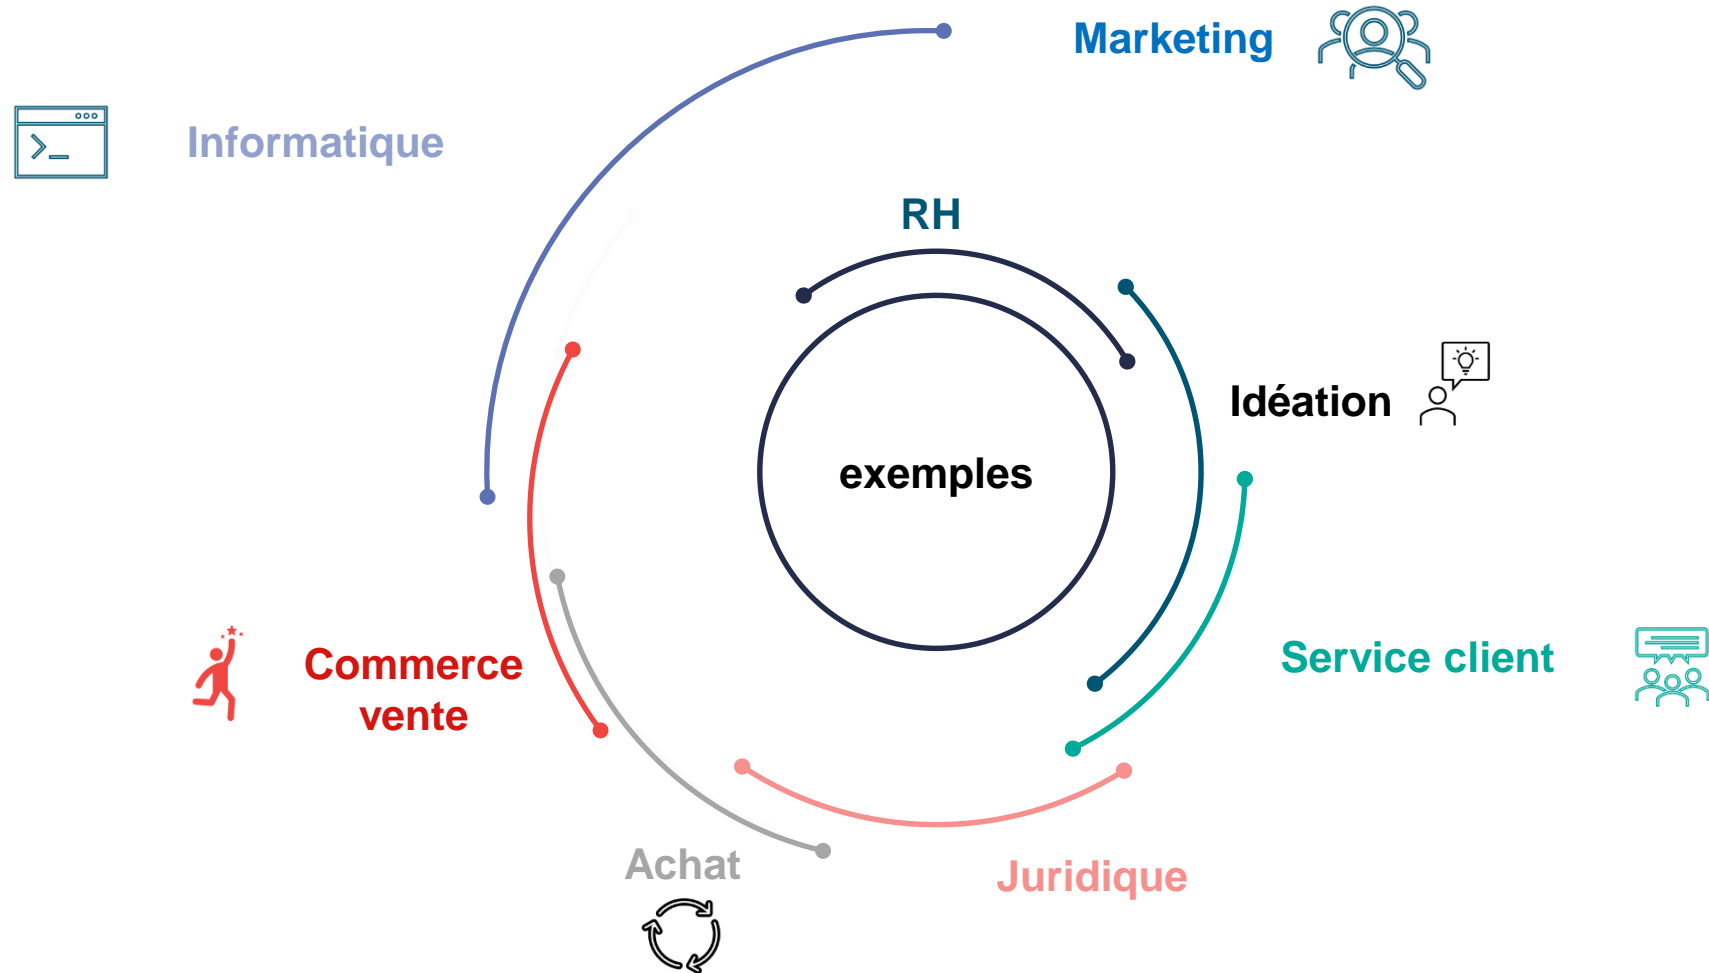 Marketing
Informatique
RH
Idéation
exemples
Service client
Commerce
vente
Achat
Juridique